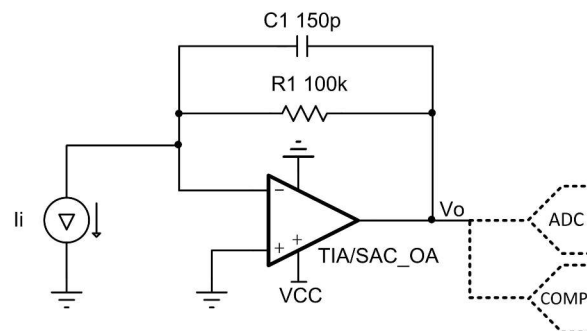 C1 150p
R1 100k
Ii
−
+
+
TIA/SAC_OA
VCC
Vo
ADC
COMP